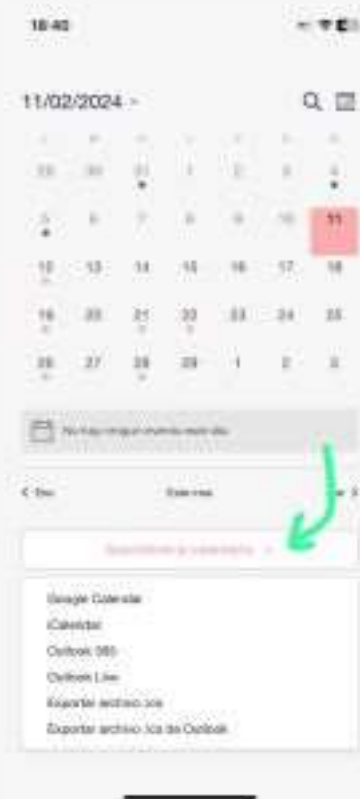 18:40
11/02/2024
29 30 31 1 2 3 4
5 6 7 8 9 10 11
12 13 14 15 16 17 18
19 20 21 22 23 24 25
26 27 28 29 1 2 3
No hay ningún evento este día.
Este mes
Suscribirse a calendario
Google Calendar
iCalendar
Outlook 365
Outlook Live
Exportar archivo .ics
Exportar archivo .ics de Outlook